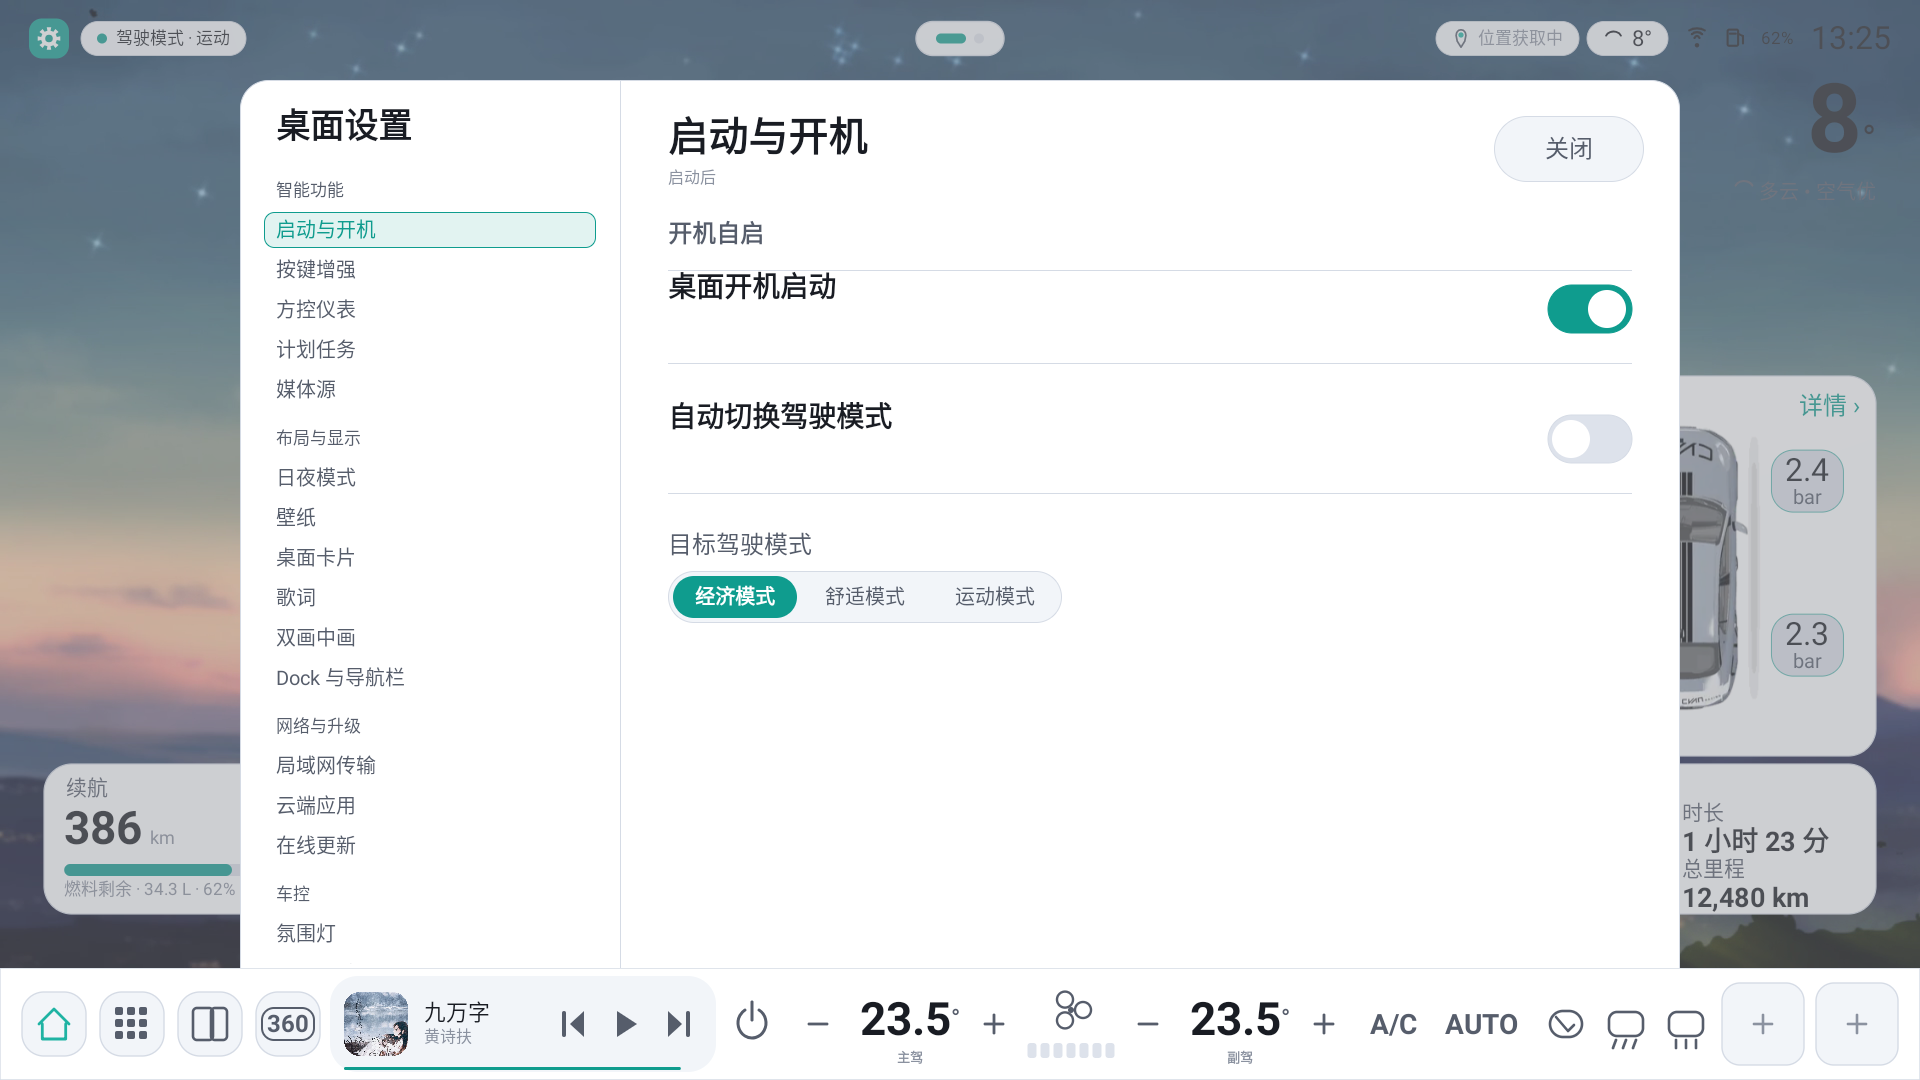 驾驶模式 · 运动
位置获取中
8°
62%
13:25
8°
多云 · 空气优
桌面设置
智能功能
启动与开机
按键增强
方控仪表
计划任务
媒体源
布局与显示
日夜模式
壁纸
桌面卡片
歌词
双画中画
Dock 与导航栏
网络与升级
局域网传输
云端应用
在线更新
车控
氛围灯
启动与开机
启动后
关闭
开机自启
桌面开机启动
自动切换驾驶模式
目标驾驶模式
经济模式
舒适模式
运动模式
详情 ›
2.4
bar
2.3
bar
续航
386 km
燃料剩余 · 34.3 L · 62%
时长
1 小时 23 分
总里程
12,480 km
360
九万字
黄诗扶
23.5°
主驾
23.5°
副驾
A/C
AUTO